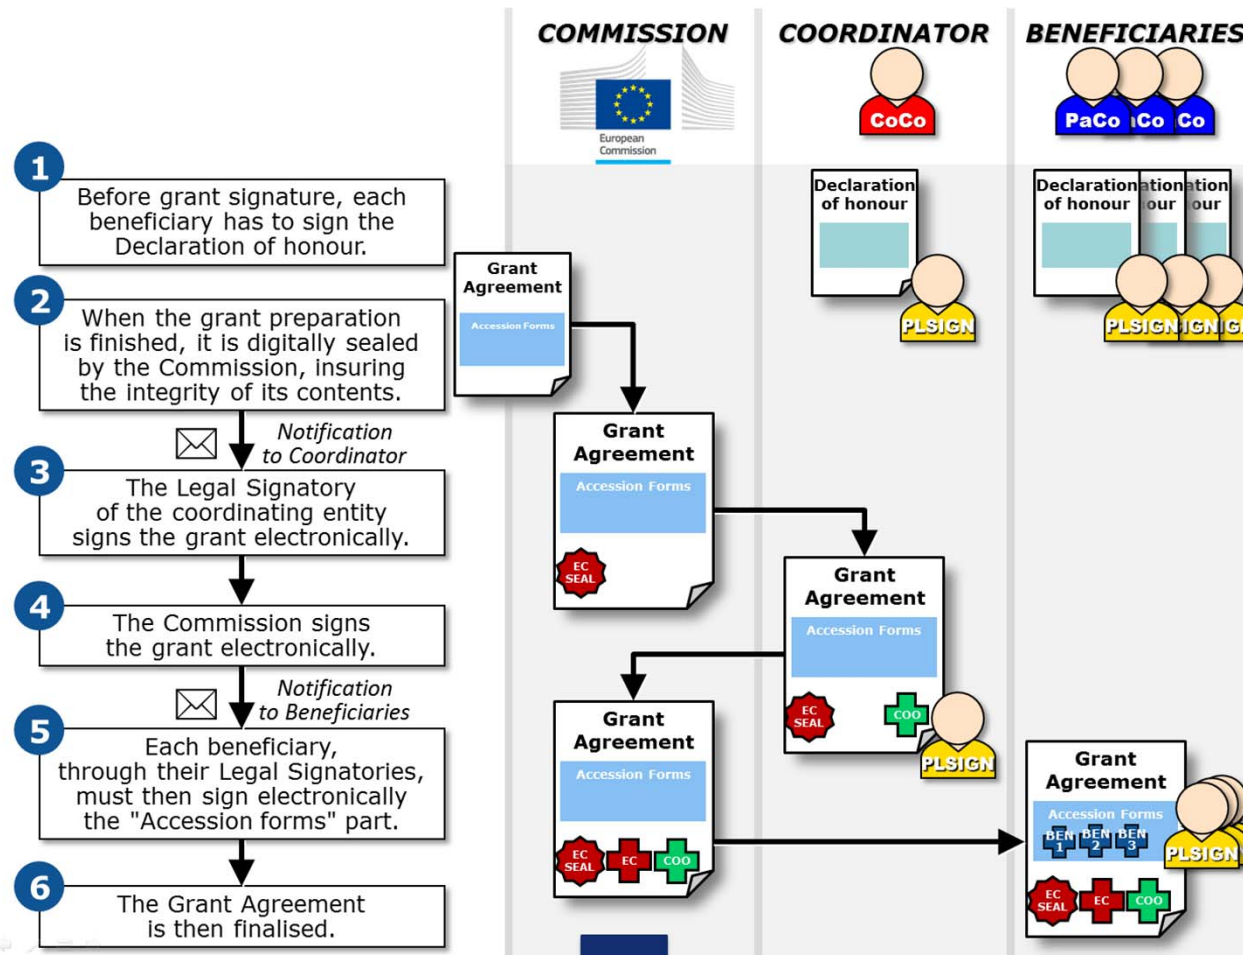 COMMISSION
COORDINATOR
BENEFICIARIES
European
Commission
CoCo
PaCo
aCo
Co
1
Before grant signature, each
beneficiary has to sign the
Declaration of honour.
Declaration
of honour
PLSIGN
Declaration
of honour
ation
our
ation
our
PLSIGN
IGN
IGN
Grant
Agreement
Accession Forms
2
When the grant preparation
is finished, it is digitally sealed
by the Commission, insuring
the integrity of its contents.
Notification
to Coordinator
Grant
Agreement
Accession Forms
EC
SEAL
3
The Legal Signatory
of the coordinating entity
signs the grant electronically.
Grant
Agreement
Accession Forms
EC
SEAL
COO
PLSIGN
4
The Commission signs
the grant electronically.
Notification
to Beneficiaries
Grant
Agreement
Accession Forms
EC
SEAL
EC
COO
5
Each beneficiary,
through their Legal Signatories,
must then sign electronically
the "Accession forms" part.
Grant
Agreement
Accession Forms
BEN
1
BEN
2
BEN
3
PLSIGN
EC
SEAL
EC
COO
6
The Grant Agreement
is then finalised.